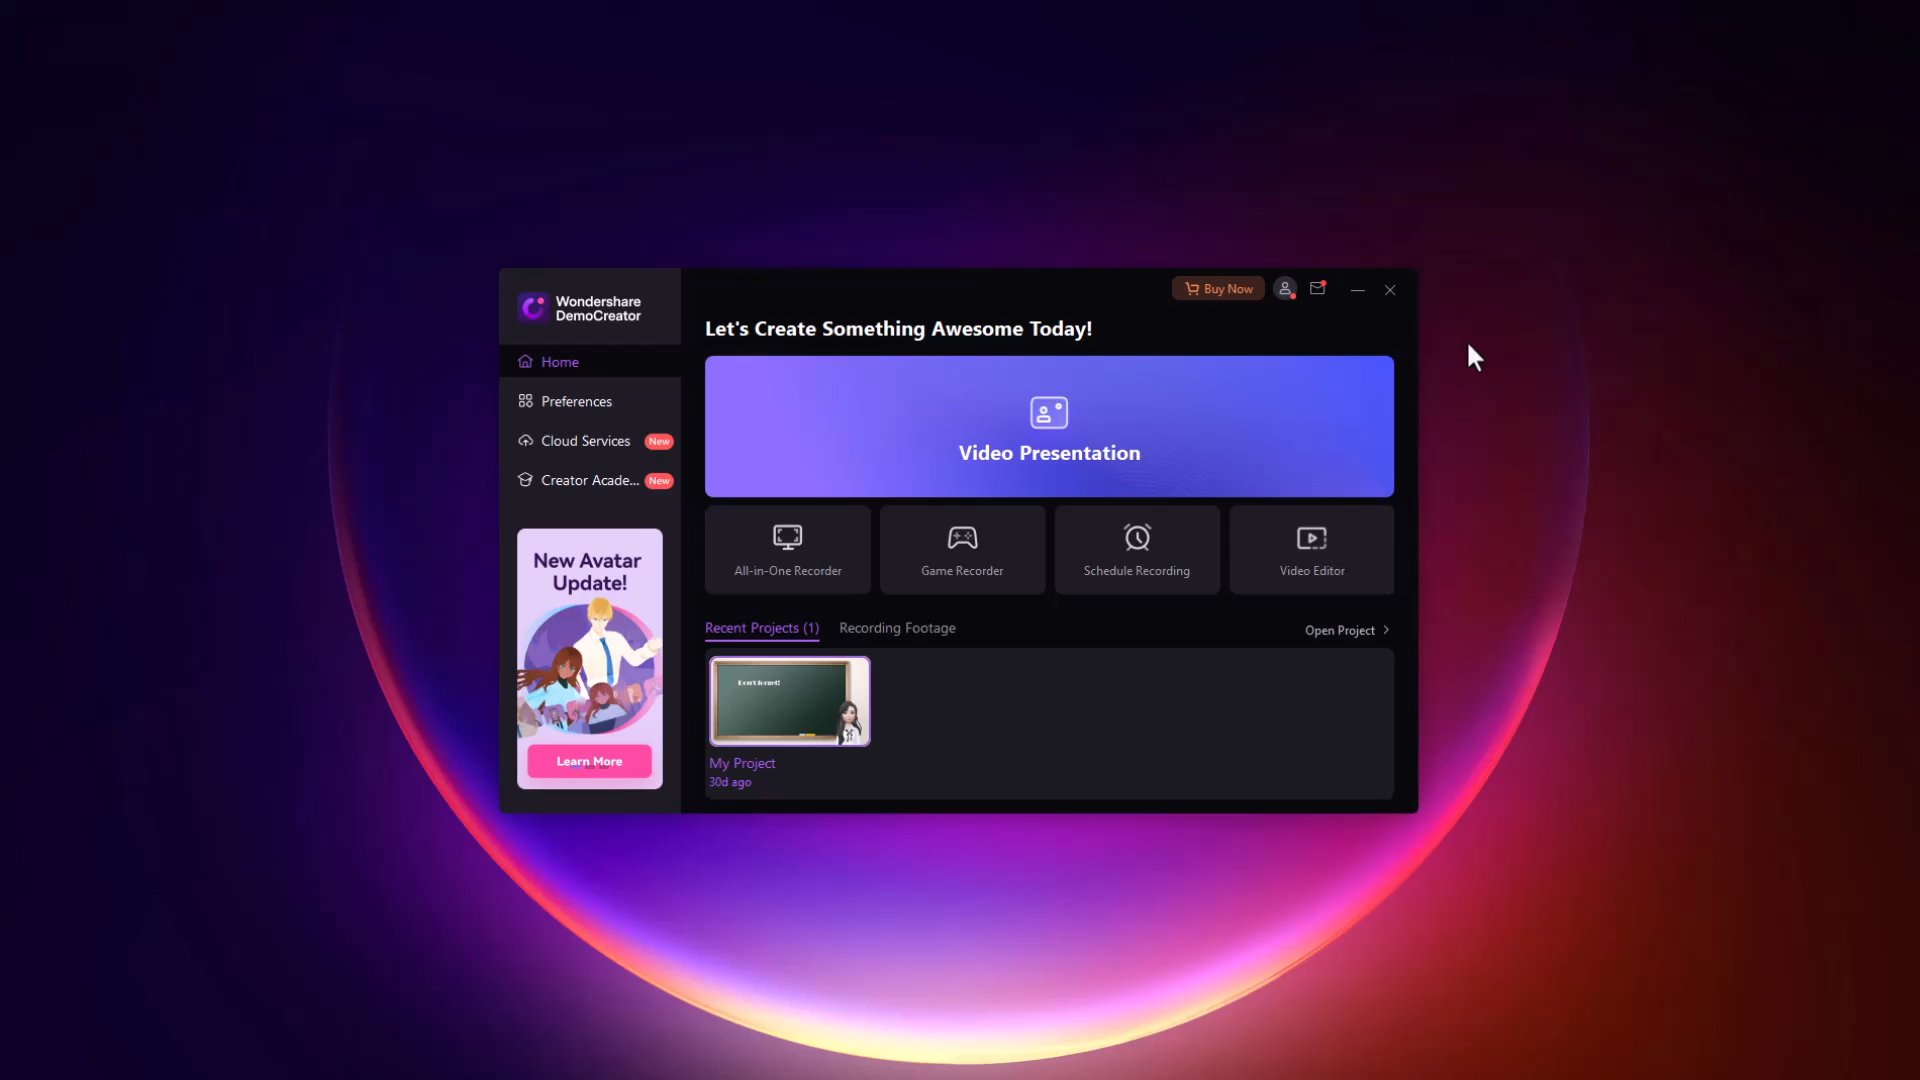 Wondershare
DemoCreator
Buy Now
Let's Create Something Awesome Today!
Home
Preferences
Cloud Services New
Creator Acade... New
Video Presentation
All-in-One Recorder
Game Recorder
Schedule Recording
Video Editor
New Avatar
Update!
Learn More
Recent Projects (1)
Recording Footage
Open Project
Don't forget!
My Project
30d ago